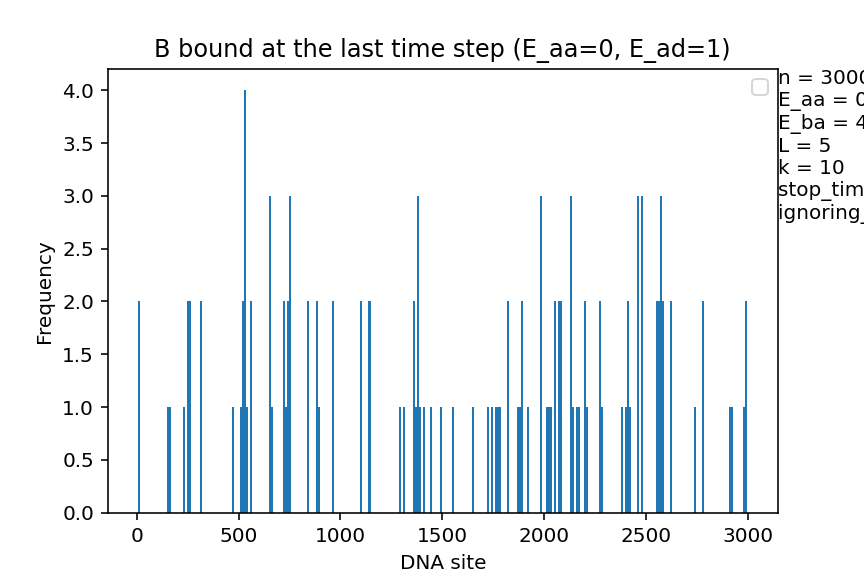 B bound at the last time step (E_aa=0, E_ad=1)
n = 3000
E_aa = 0
E_ba = 4
L = 5
k = 10
stop_tim
ignoring_
4.0
3.5
3.0
2.5
2.0
1.5
1.0
0.5
0.0
Frequency
0 500 1000 1500 2000 2500 3000
DNA site